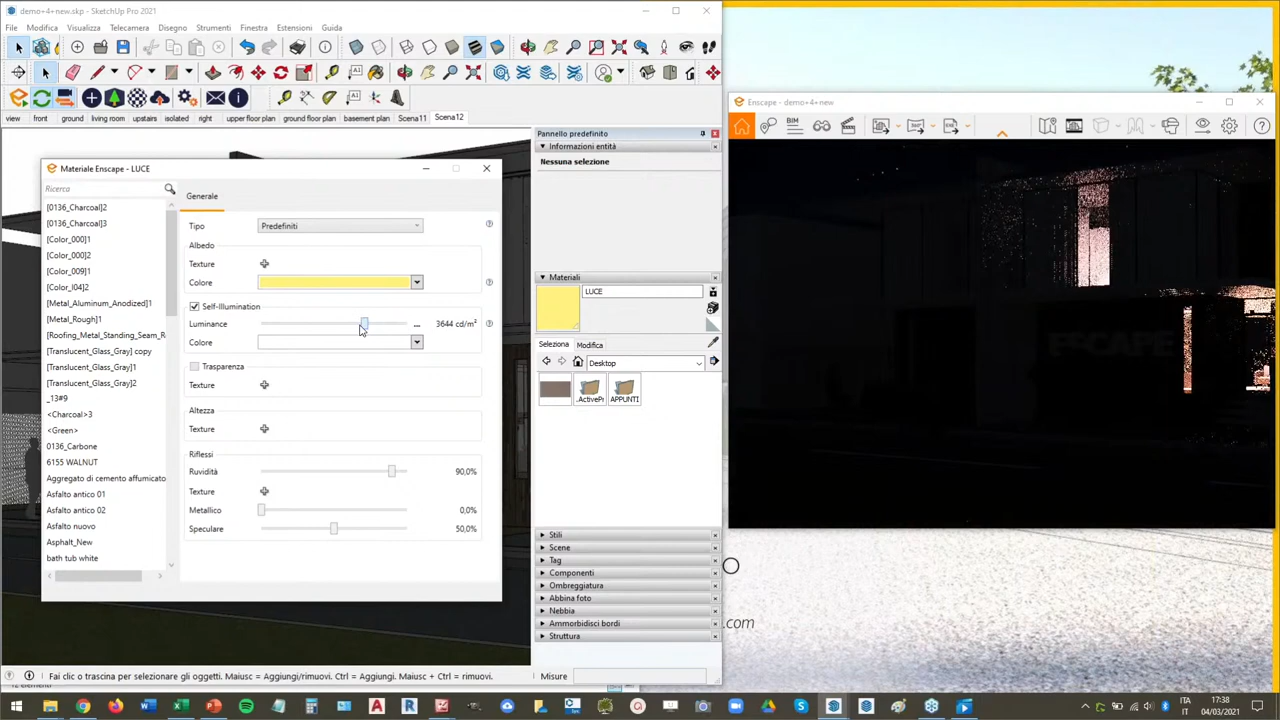 demo+4+new.skp - SketchUp Pro 2021
File Modifica Visualizza Telecamera Disegno Strumenti Finestra Estensioni Guida
view front ground living room upstairs isolated right upper floor plan ground floor plan basement plan Scena11 Scena12
Materiale Enscape - LUCE
Ricerca
[0136_Charcoal]2
[0136_Charcoal]3
[Color_000]1
[Color_000]2
[Color_009]1
[Color_I04]2
[Metal_Aluminum_Anodized]1
[Metal_Rough]1
[Roofing_Metal_Standing_Seam_R
[Translucent_Glass_Gray] copy
[Translucent_Glass_Gray]1
[Translucent_Glass_Gray]2
_13#9
<Charcoal>3
<Green>
0136_Carbone
6155 WALNUT
Aggregato di cemento affumicato
Asfalto antico 01
Asfalto antico 02
Asfalto nuovo
Asphalt_New
bath tub white
Generale
Tipo Predefiniti
Albedo
Texture
Colore
Self-Illumination
Luminance ... 3644 cd/m²
Colore
Trasparenza
Texture
Altezza
Texture
Riflessi
Ruvidità 90,0%
Texture
Metallico 0,0%
Speculare 50,0%
Pannello predefinito
Informazioni entità
Nessuna selezione
Materiali
LUCE
Seleziona Modifica
Desktop
.ActivePr APPUNTI
Stili
Scene
Tag
Componenti
Ombreggiatura
Abbina foto
Nebbia
Ammorbidisci bordi
Struttura
Enscape - demo+4+new
BIM
ESCAPE
.com
Fai clic o trascina per selezionare gli oggetti. Maiusc = Aggiungi/rimuovi. Ctrl = Aggiungi. Maiusc + Ctrl = rimuovi.
Misure
ITA
IT
17:38
04/03/2021